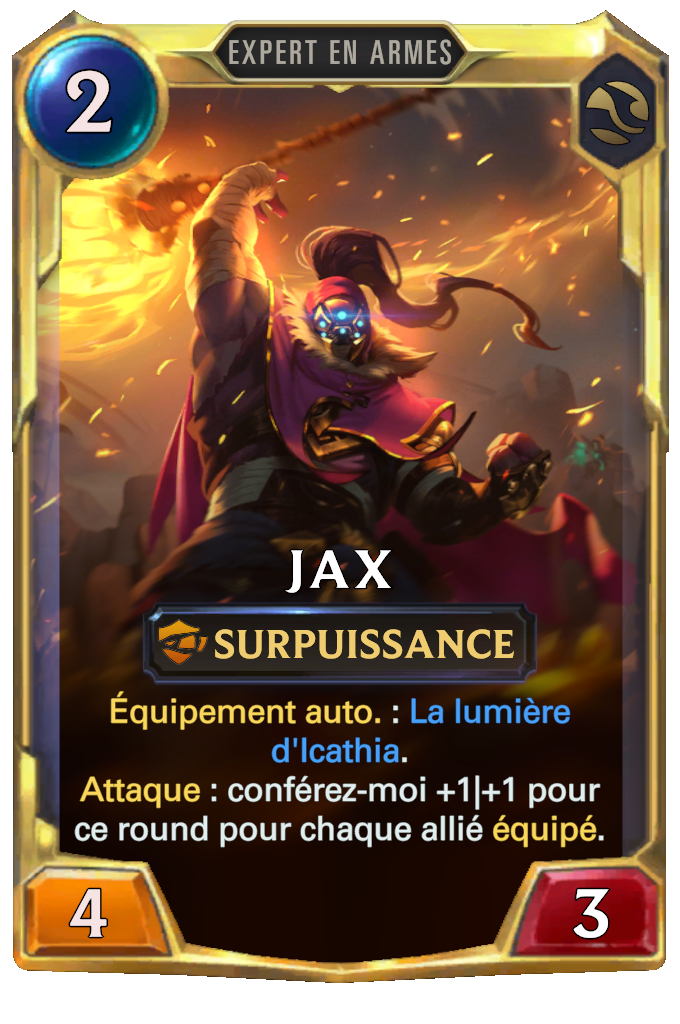 EXPERT EN ARMES
2
JAX
SURPUISSANCE
Équipement auto. : La lumière
d'Icathia.
Attaque : conférez-moi +1|+1 pour
ce round pour chaque allié équipé.
4
3